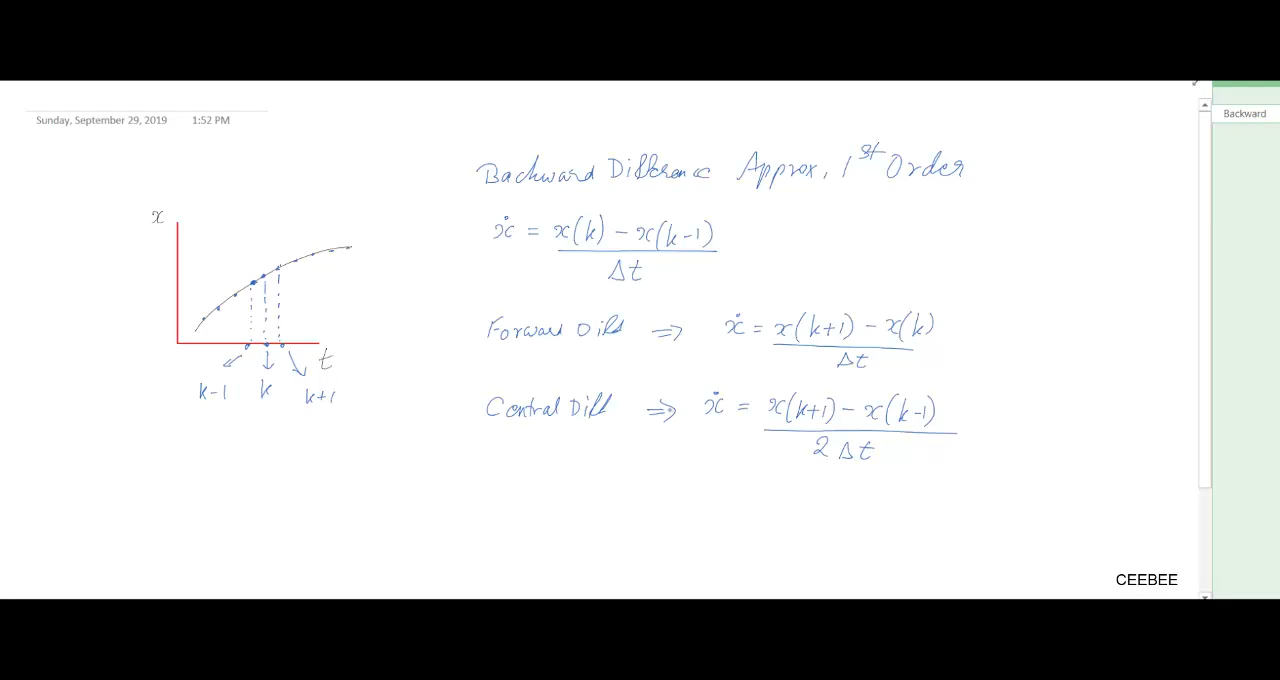 Sunday, September 29, 2019 1:52 PM
Backward
Backward Difference Approx. 1st Order
x
ẋ = x(k) - x(k-1)
Δt
Forward Diff ⇒ ẋ = x(k+1) - x(k)
Δt
t
k-1 k k+1
Central Diff ⇒ ẋ = x(k+1) - x(k-1)
2 Δt
CEEBEE